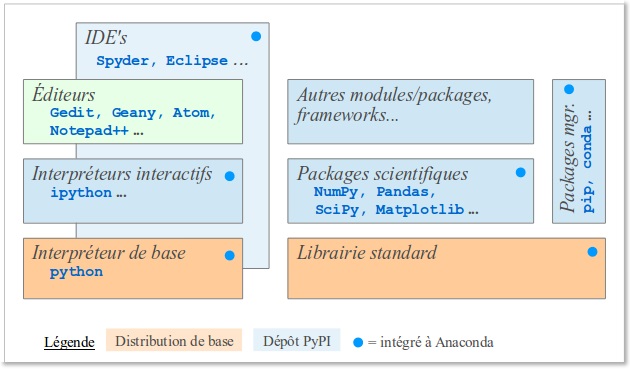 IDE's
Spyder, Eclipse ...
Éditeurs
Gedit, Geany, Atom,
Notepad++ ...
Interpréteurs interactifs
ipython ...
Interpréteur de base
python
Autres modules/packages,
frameworks...
Packages scientifiques
NumPy, Pandas,
SciPy, Matplotlib ...
Packages mgr.
pip, conda ...
Librairie standard
Légende
Distribution de base
Dépôt PyPI
= intégré à Anaconda